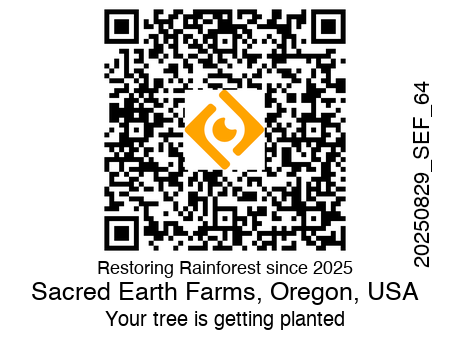 Restoring Rainforest since 2025
Sacred Earth Farms, Oregon, USA
Your tree is getting planted
20250829_SEF_64